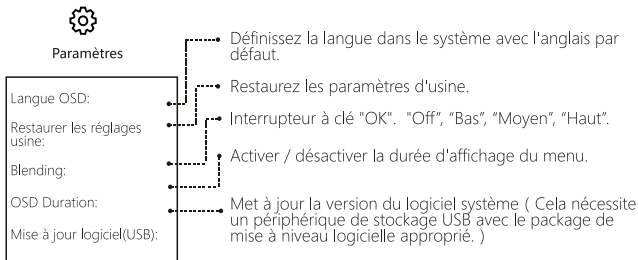 Paramètres
Langue OSD:
Restaurer les réglages
usine:
Blending:
OSD Duration:
Mise à jour logiciel(USB):
Définissez la langue dans le système avec l'anglais par
défaut.
Restaurez les paramètres d'usine.
Interrupteur à clé "OK".  "Off”, “Bas”, “Moyen”, “Haut”.
Activer / désactiver la durée d'affichage du menu.
Met à jour la version du logiciel système ( Cela nécessite
un périphérique de stockage USB avec le package de
mise à niveau logicielle approprié. )